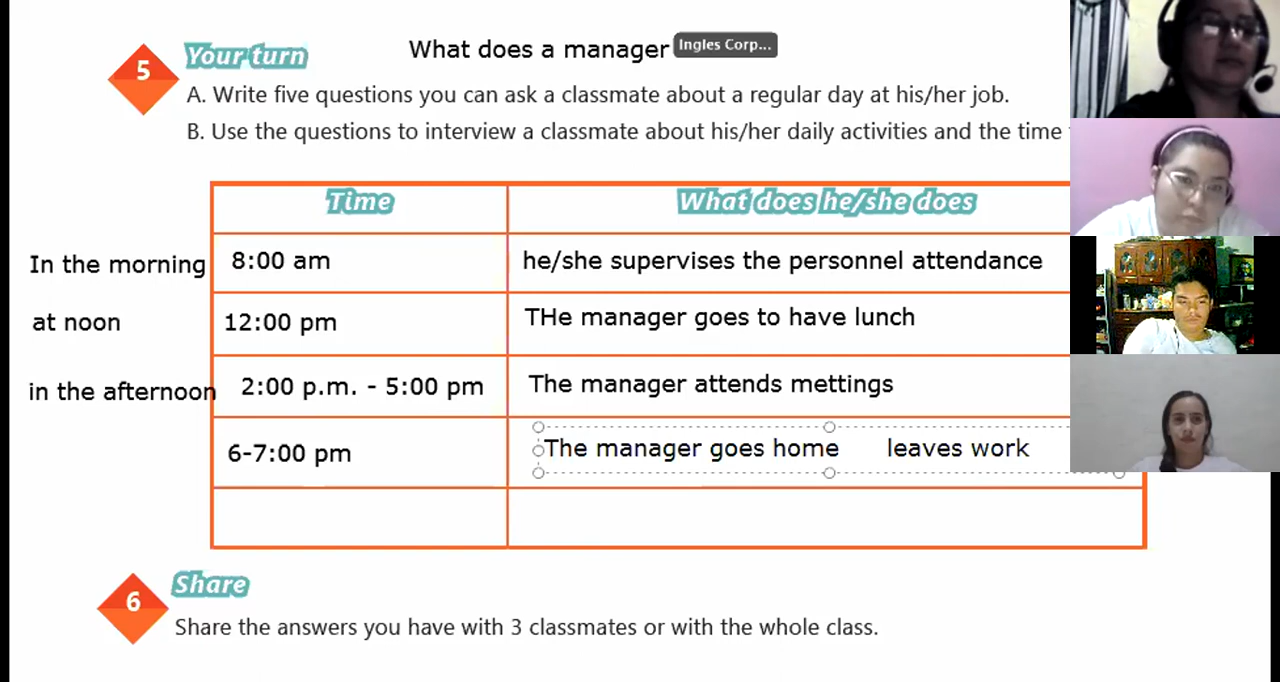 What does a manager Ingles Corp...
5 Your turn
A. Write five questions you can ask a classmate about a regular day at his/her job.
B. Use the questions to interview a classmate about his/her daily activities and the time
Time What does he/she does
In the morning 8:00 am he/she supervises the personnel attendance
at noon 12:00 pm THe manager goes to have lunch
in the afternoon 2:00 p.m. - 5:00 pm The manager attends mettings
6-7:00 pm The manager goes home leaves work
6 Share
Share the answers you have with 3 classmates or with the whole class.